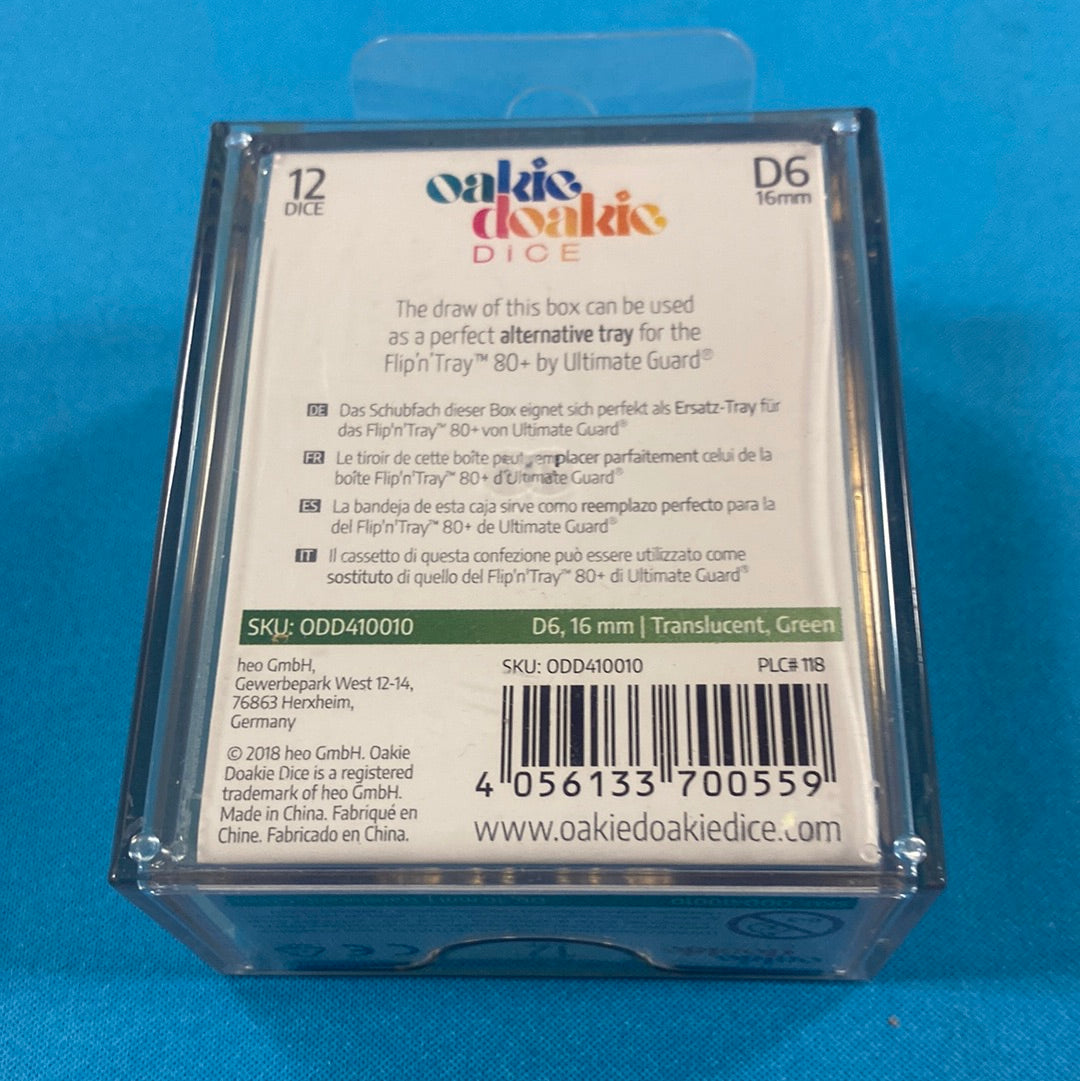 12
DICE
oakie
doakie
DiCE
D6
16mm
The draw of this box can be used
as a perfect alternative tray for the
Flip'n'Tray™ 80+ by Ultimate Guard®
DE Das Schubfach dieser Box eignet sich perfekt als Ersatz-Tray für
das Flip'n'Tray™ 80+ von Ultimate Guard®
FR Le tiroir de cette boîte peut remplacer parfaitement celui de la
boîte Flip'n'Tray™ 80+ d'Ultimate Guard®
ES La bandeja de esta caja sirve como reemplazo perfecto para la
del Flip'n'Tray™ 80+ de Ultimate Guard®
IT Il cassetto di questa confezione può essere utilizzato come
sostituto di quello del Flip'n'Tray™ 80+ di Ultimate Guard®
SKU: ODD410010 D6, 16 mm | Translucent, Green
heo GmbH,
Gewerbepark West 12-14,
76863 Herxheim,
Germany
© 2018 heo GmbH. Oakie
Doakie Dice is a registered
trademark of heo GmbH.
Made in China. Fabriqué en
Chine. Fabricado en China.
SKU: ODD410010 PLC# 118
4 056133 700559
www.oakiedoakiedice.com